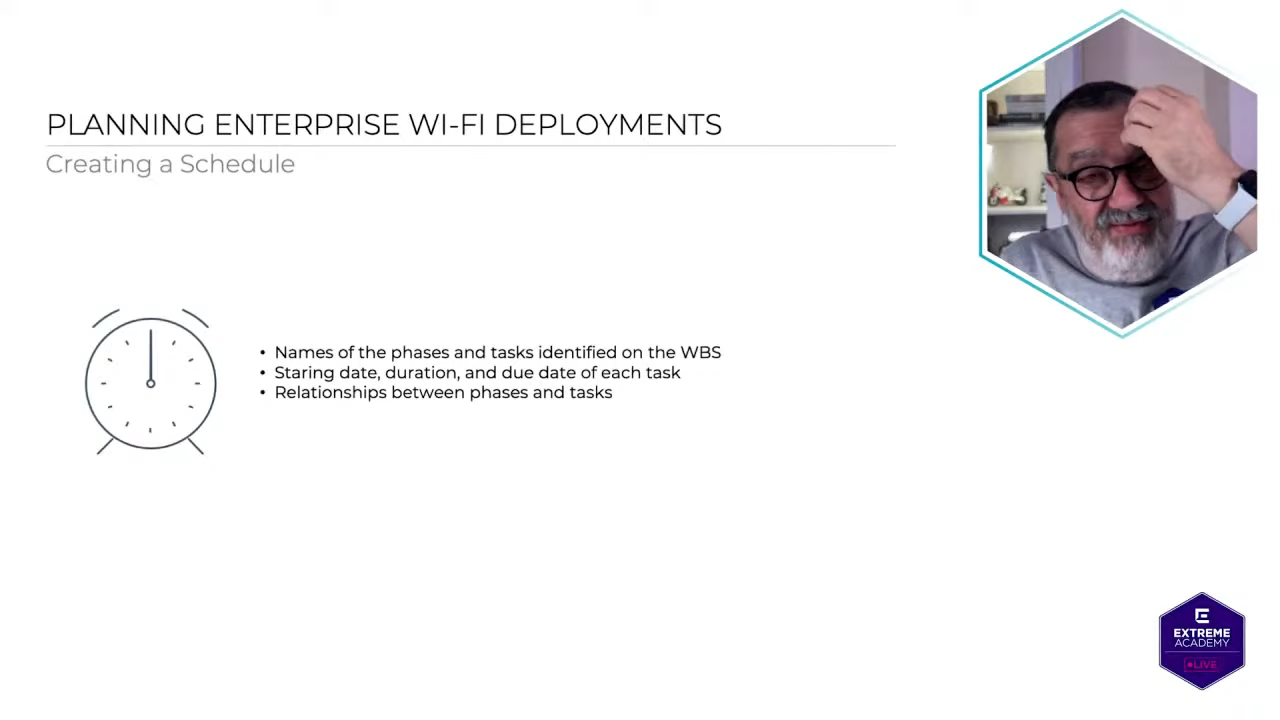 PLANNING ENTERPRISE WI-FI DEPLOYMENTS
Creating a Schedule
• Names of the phases and tasks identified on the WBS
• Staring date, duration, and due date of each task
• Relationships between phases and tasks
EXTREME
ACADEMY
LIVE